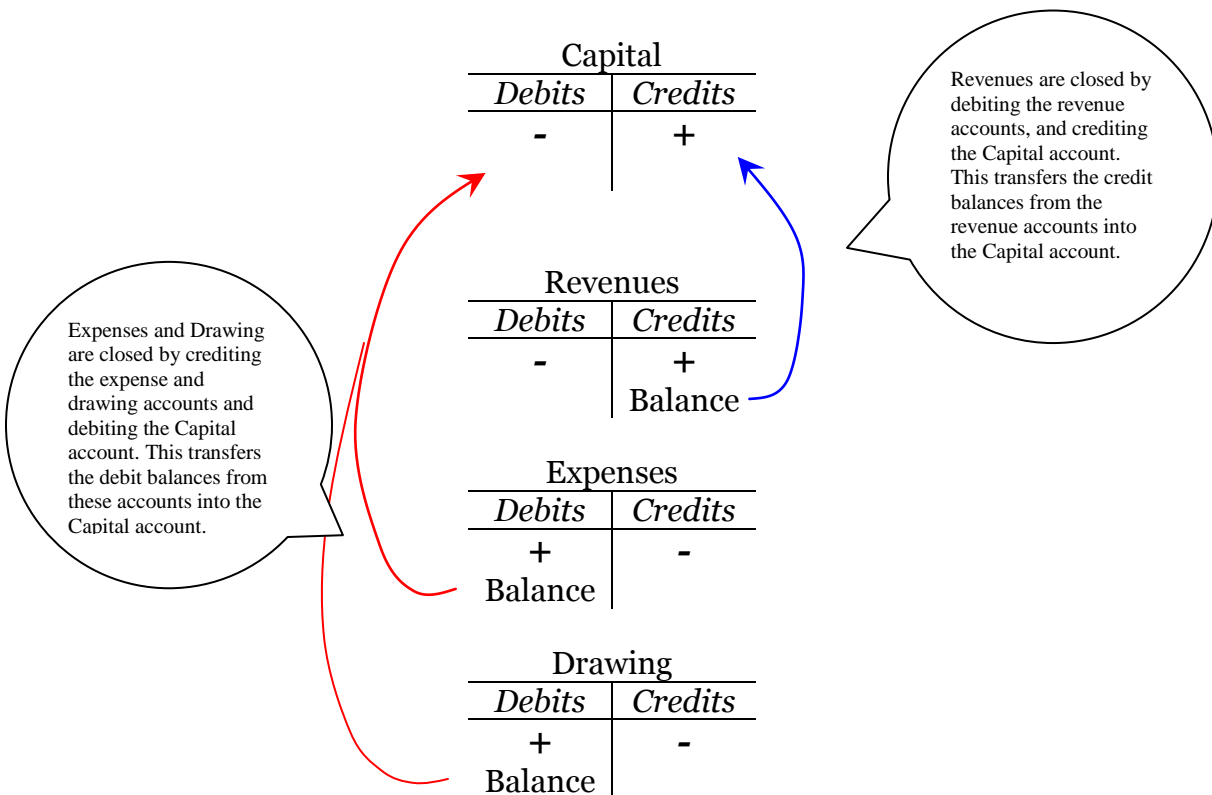 Capital
Debits Credits
- +
Revenues are closed by
debiting the revenue
accounts, and crediting
the Capital account.
This transfers the credit
balances from the
revenue accounts into
the Capital account.
Revenues
Debits Credits
- +
Balance
Expenses and Drawing
are closed by crediting
the expense and
drawing accounts and
debiting the Capital
account. This transfers
the debit balances from
these accounts into the
Capital account.
Expenses
Debits Credits
+ -
Balance
Drawing
Debits Credits
+ -
Balance